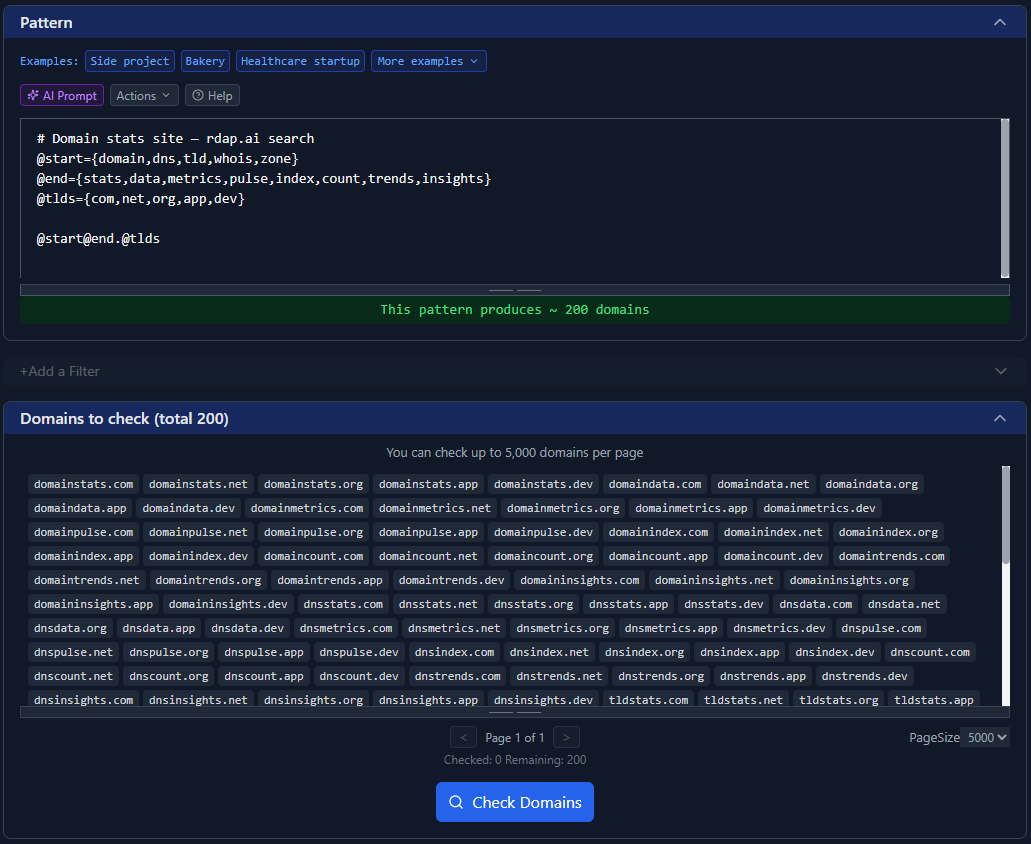 Pattern
Examples: Side project Bakery Healthcare startup More examples
AI Prompt Actions Help
# Domain stats site — rdap.ai search
@start={domain,dns,tld,whois,zone}
@end={stats,data,metrics,pulse,index,count,trends,insights}
@tlds={com,net,org,app,dev}
@start@end.@tlds
This pattern produces ~ 200 domains
+Add a Filter
Domains to check (total 200)
You can check up to 5,000 domains per page
domainstats.com domainstats.net domainstats.org domainstats.app domainstats.dev domaindata.com domaindata.net domaindata.org
domaindata.app domaindata.dev domainmetrics.com domainmetrics.net domainmetrics.org domainmetrics.app domainmetrics.dev
domainpulse.com domainpulse.net domainpulse.org domainpulse.app domainpulse.dev domainindex.com domainindex.net domainindex.org
domainindex.app domainindex.dev domaincount.com domaincount.net domaincount.org domaincount.app domaincount.dev domaintrends.com
domaintrends.net domaintrends.org domaintrends.app domaintrends.dev domaininsights.com domaininsights.net domaininsights.org
domaininsights.app domaininsights.dev dnsstats.com dnsstats.net dnsstats.org dnsstats.app dnsstats.dev dnsdata.com dnsdata.net
dnsdata.org dnsdata.app dnsdata.dev dnsmetrics.com dnsmetrics.net dnsmetrics.org dnsmetrics.app dnsmetrics.dev dnspulse.com
dnspulse.net dnspulse.org dnspulse.app dnspulse.dev dnsindex.com dnsindex.net dnsindex.org dnsindex.app dnsindex.dev dnscount.com
dnscount.net dnscount.org dnscount.app dnscount.dev dnstrends.com dnstrends.net dnstrends.org dnstrends.app dnstrends.dev
dnsinsights.com dnsinsights.net dnsinsights.org dnsinsights.app dnsinsights.dev tldstats.com tldstats.net tldstats.org tldstats.app
< Page 1 of 1 > PageSize 5000
Checked: 0 Remaining: 200
Check Domains